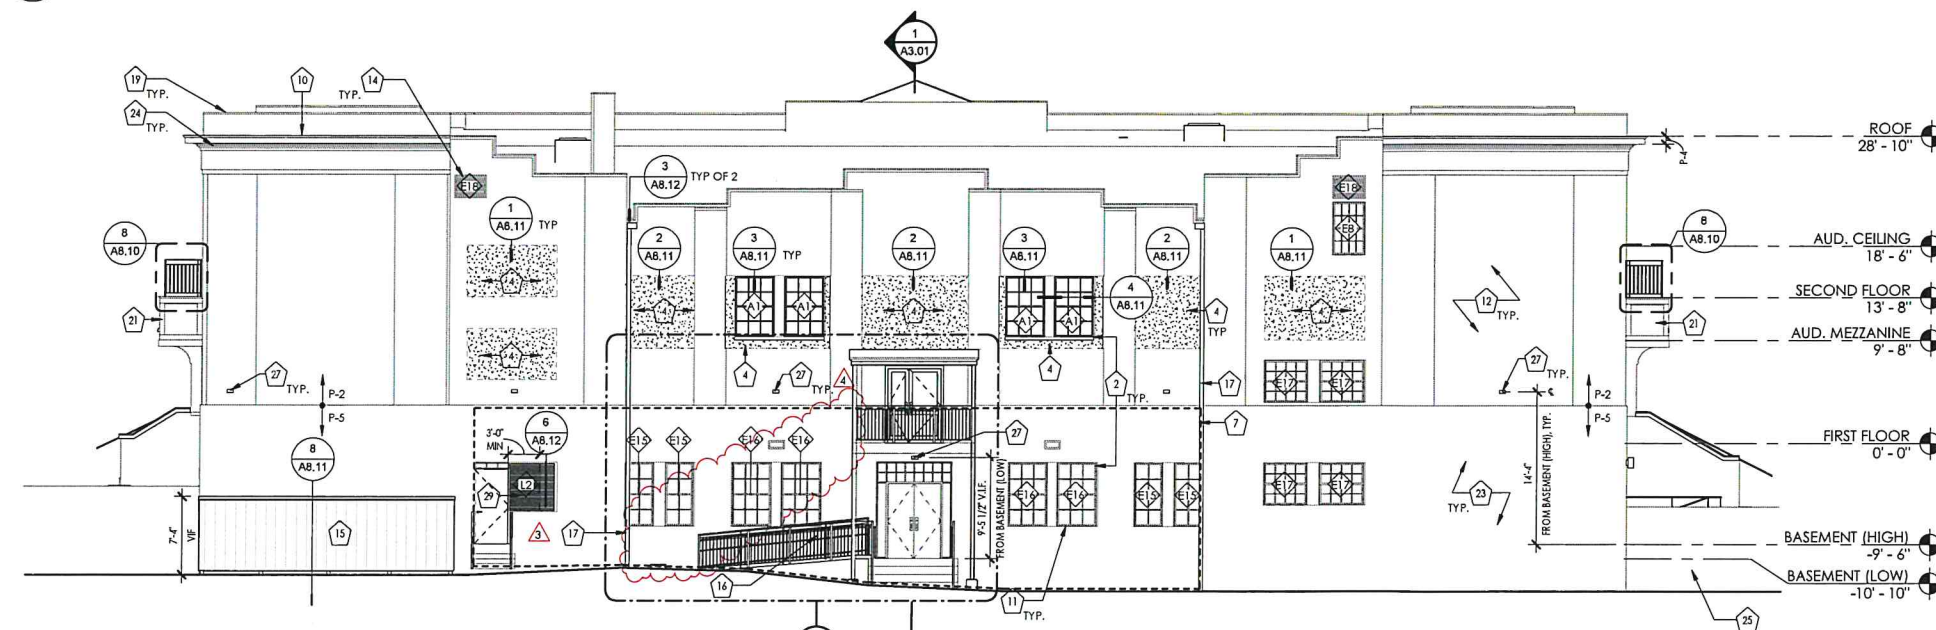 1
A3.01
19
TYP.
10
14
TYP.
24
TYP.
3
A8.12
TYP OF 2
ROOF
28' - 10"
P-4
E18
E18
1
A8.11
TYP
E8
8
A8.10
2
A8.11
3
A8.11
TYP
2
A8.11
3
A8.11
2
A8.11
1
A8.11
8
A8.10
AUD. CEILING
18' - 6"
4
4
A8.11
4
A1
A1
4
A1
A1
4
4
TYP
4
12
TYP.
SECOND FLOOR
13' - 8"
21
21
AUD. MEZZANINE
9' - 8"
4
27
TYP.
4
27
TYP.
4
4
2
TYP.
17
E17
E17
27
TYP.
P-2
P-5
P-2
P-5
8
A8.11
3'-0"
MIN
6
A8.12
E15
E15
E16
E16
27
7
FIRST FLOOR
0' - 0"
29
L2
E16
E16
E15
E15
E17
E17
23
TYP.
14'-4"
FROM BASEMENT (HIGH), TYP.
9'-5 1/2" V.I.F.
FROM BASEMENT (LOW)
7'-4"
VIF
15
3
17
16
11
TYP.
BASEMENT (HIGH)
-9' - 6"
BASEMENT (LOW)
-10' - 10"
25